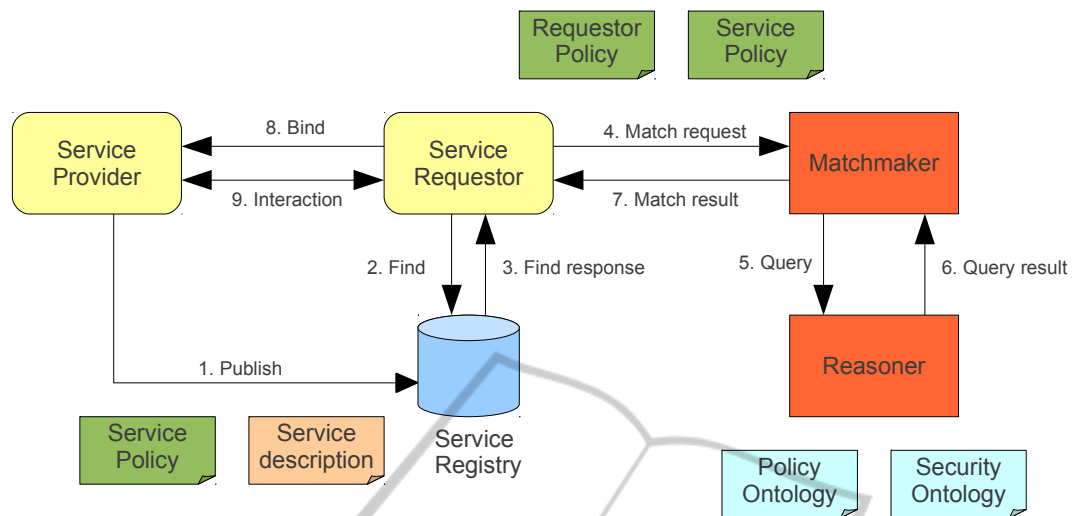 Requestor
Policy
Service
Policy
Service
Provider
8. Bind
9. Interaction
Service
Requestor
4. Match request
7. Match result
Matchmaker
2. Find
3. Find response
5. Query
6. Query result
1. Publish
Reasoner
Service
Policy
Service
description
Service
Registry
Policy
Ontology
Security
Ontology